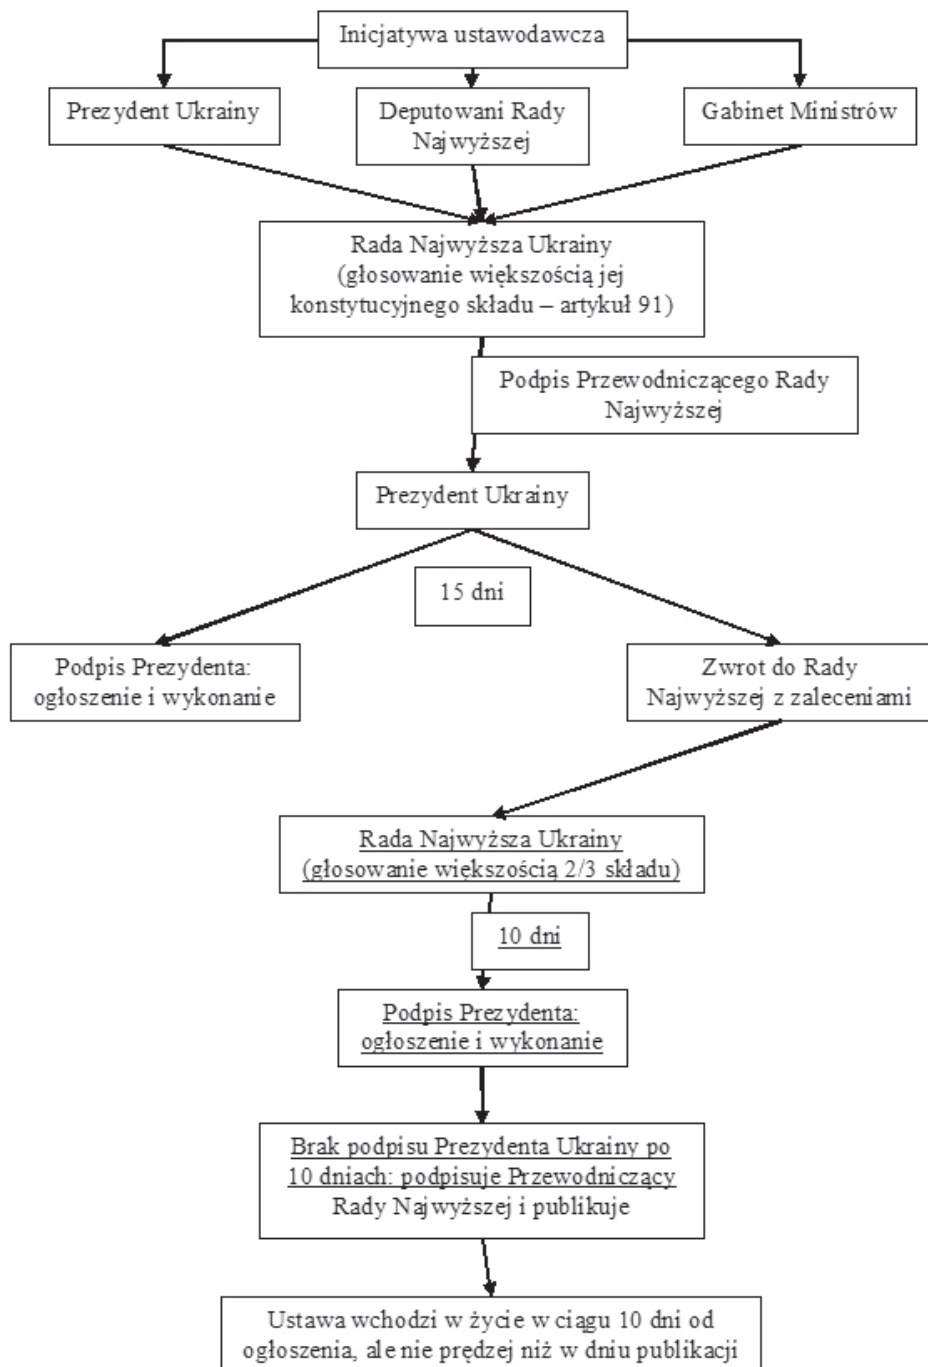 Inicjatywa ustawodawcza
Prezydent Ukrainy
Deputowani Rady
Najwyższej
Gabinet Ministrów
Rada Najwyższa Ukrainy
(głosowanie większością jej
konstytucyjnego składu – artykuł 91)
Podpis Przewodniczącego Rady
Najwyższej
Prezydent Ukrainy
15 dni
Podpis Prezydenta:
ogłoszenie i wykonanie
Zwrot do Rady
Najwyższej z zaleceniami
Rada Najwyższa Ukrainy
(głosowanie większością 2/3 składu)
10 dni
Podpis Prezydenta:
ogłoszenie i wykonanie
Brak podpisu Prezydenta Ukrainy po
10 dniach: podpisuje Przewodniczący
Rady Najwyższej i publikuje
Ustawa wchodzi w życie w ciągu 10 dni od
ogłoszenia, ale nie prędzej niż w dniu publikacji